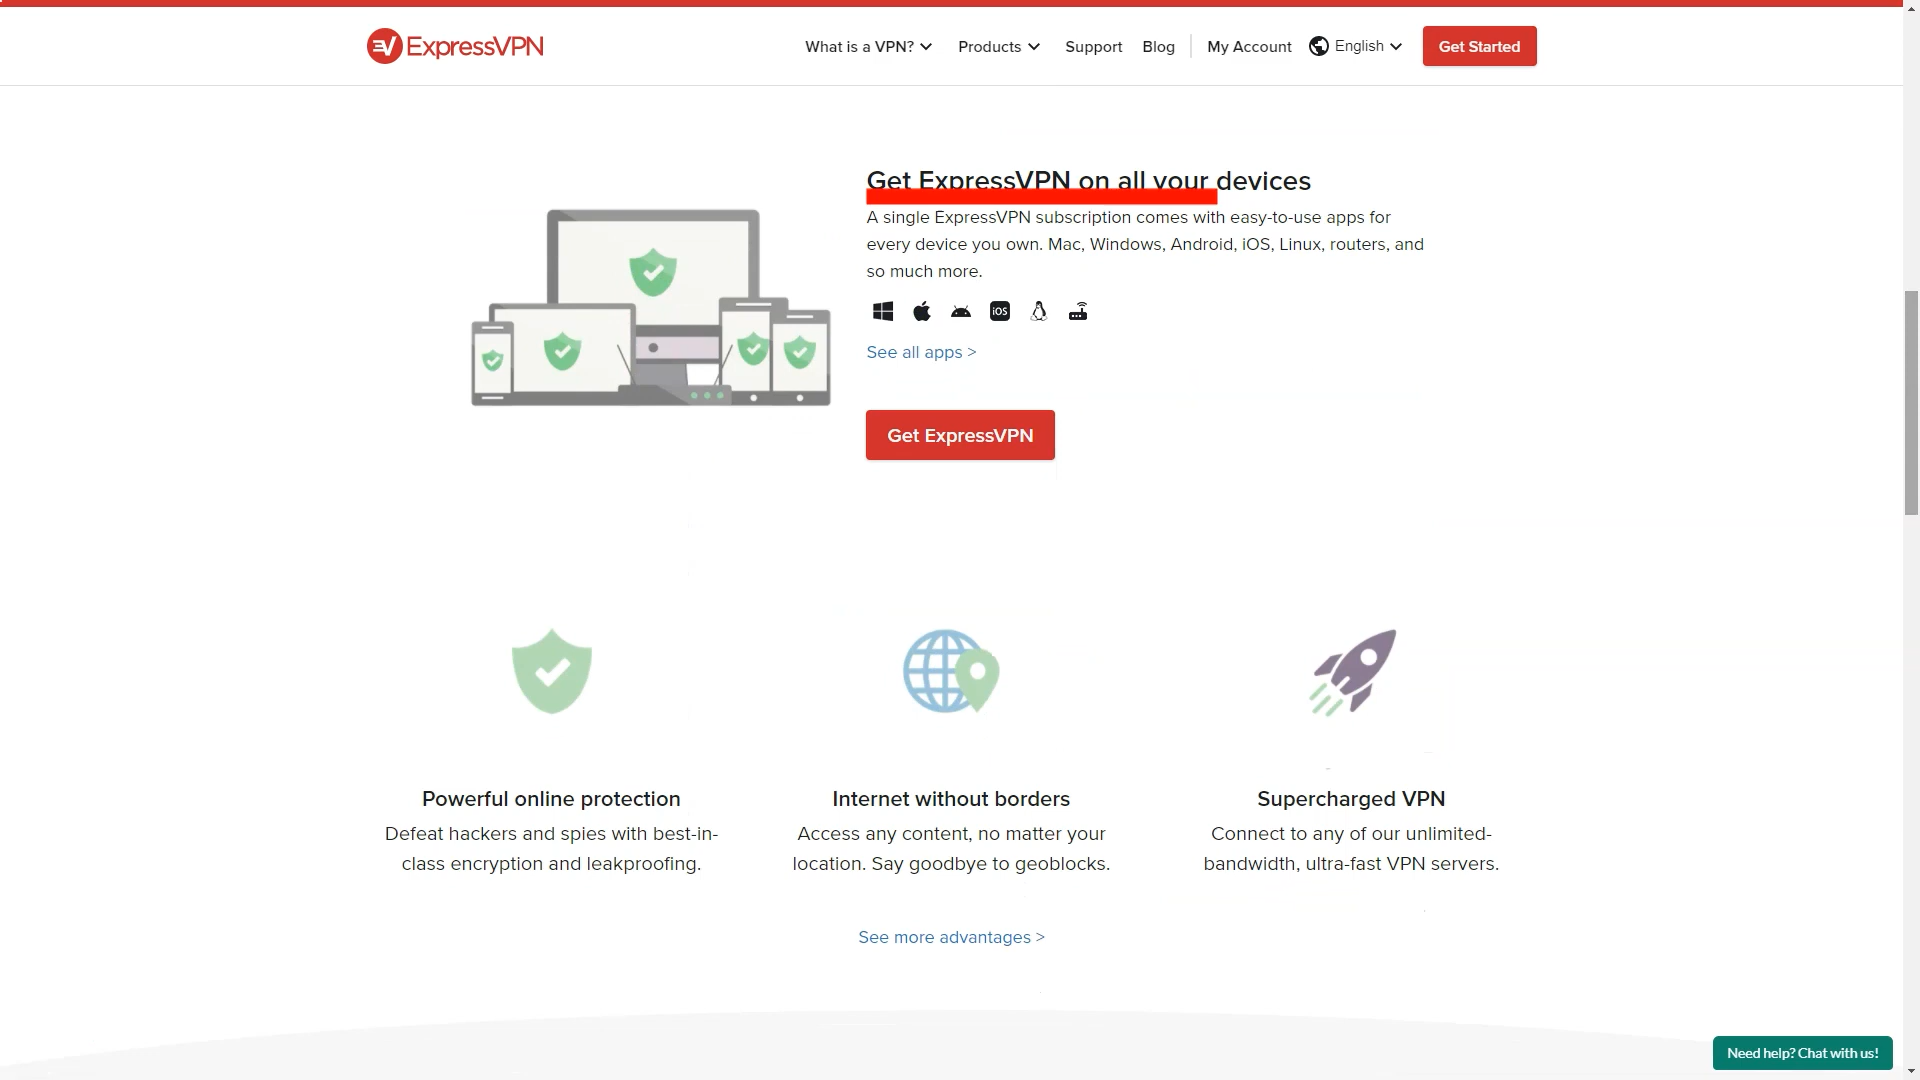 ExpressVPN
What is a VPN?
Products
Support
Blog
My Account
English
Get Started
Get ExpressVPN on all your devices
A single ExpressVPN subscription comes with easy-to-use apps for
every device you own. Mac, Windows, Android, iOS, Linux, routers, and
so much more.
iOS
See all apps >
Get ExpressVPN
Powerful online protection
Defeat hackers and spies with best-in-
class encryption and leakproofing.
Internet without borders
Access any content, no matter your
location. Say goodbye to geoblocks.
Supercharged VPN
Connect to any of our unlimited-
bandwidth, ultra-fast VPN servers.
See more advantages >
Need help? Chat with us!